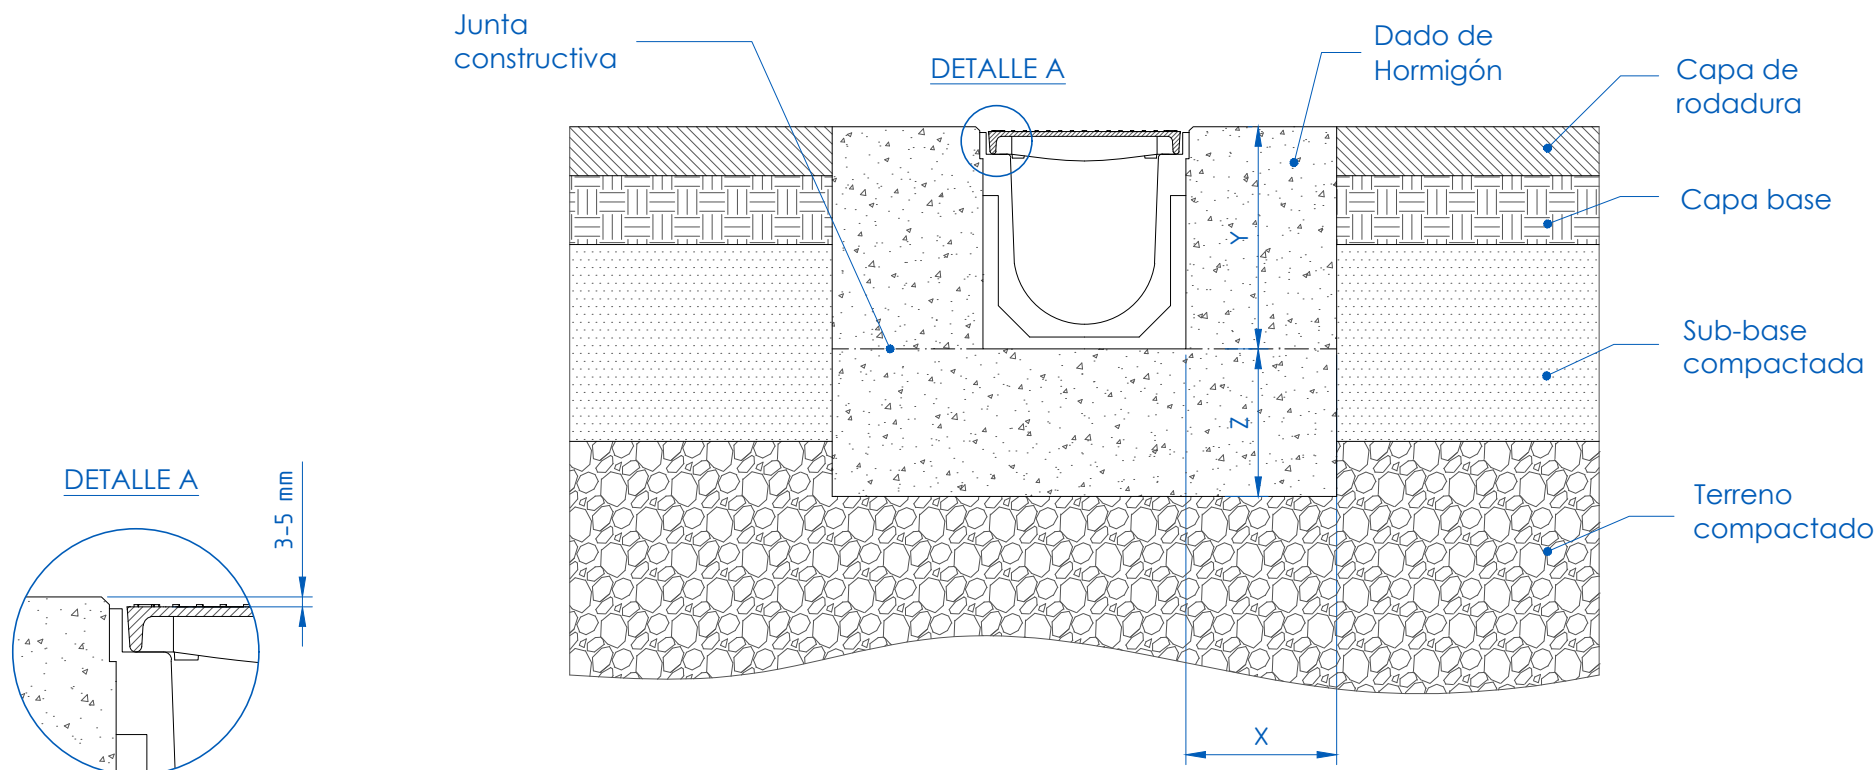 Junta
constructiva
DETALLE A
Dado de
Hormigón
Capa de
rodadura
Capa base
Y
Sub-base
compactada
Z
DETALLE A
3-5 mm
Terreno
compactado
X